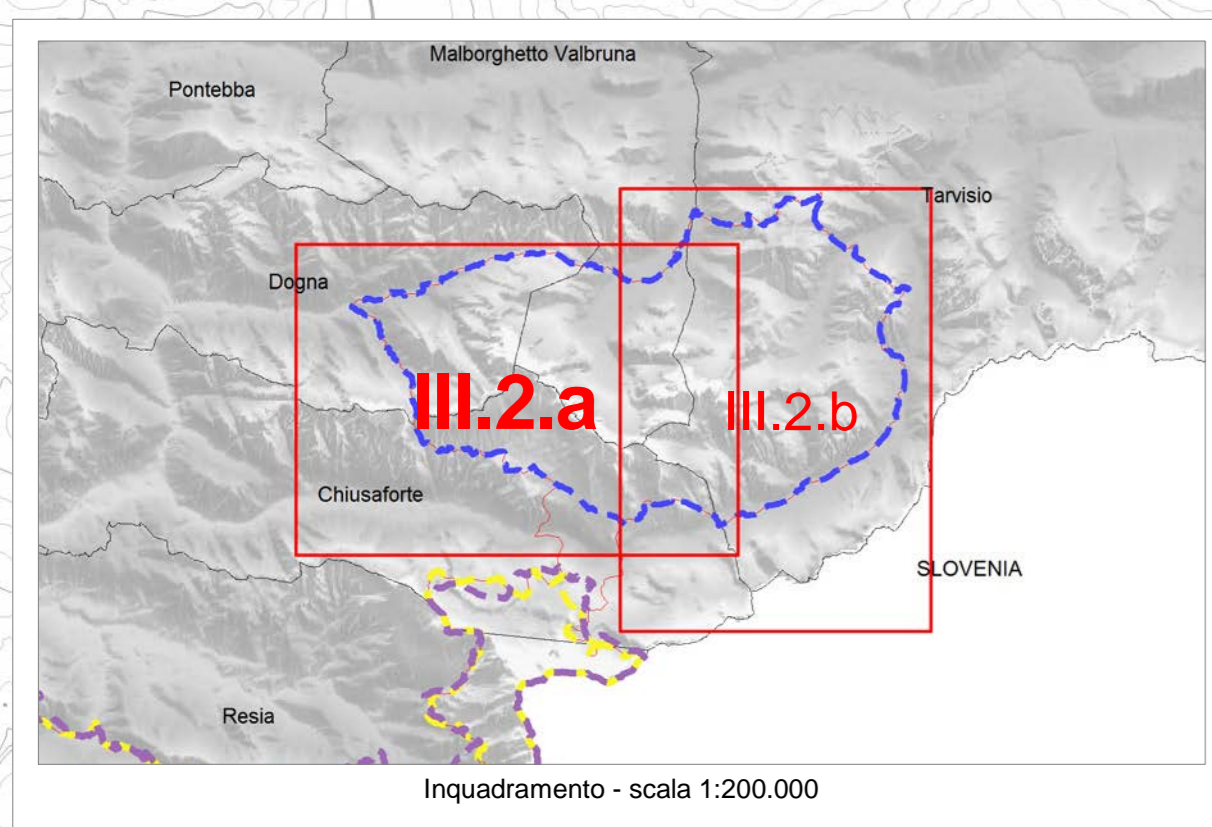 Malborghetto Valbruna
Pontebba
Tarvisio
Dogna
III.2.a
III.2.b
Chiusaforte
SLOVENIA
Resia
Inquadramento - scala 1:200.000